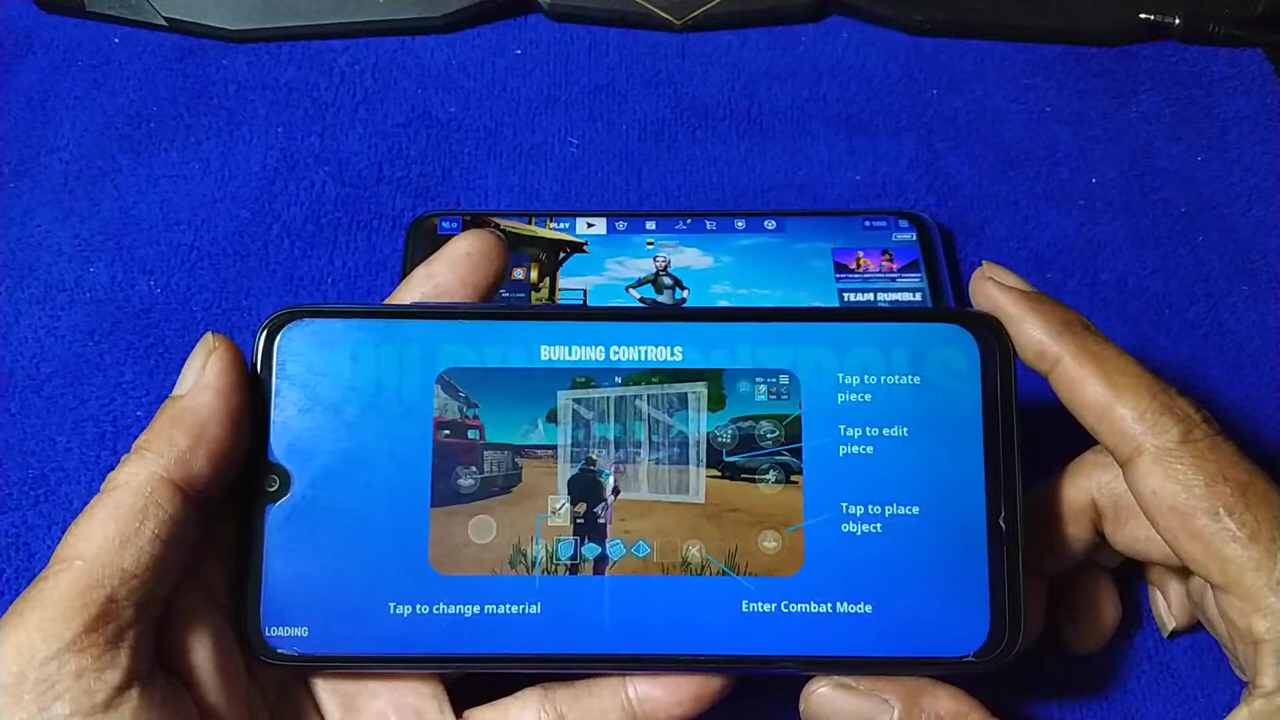 PLAY
TEAM RUMBLE
BUILDING CONTROLS
N
Tap to rotate
piece
Tap to edit
piece
Tap to place
object
Tap to change material
Enter Combat Mode
LOADING